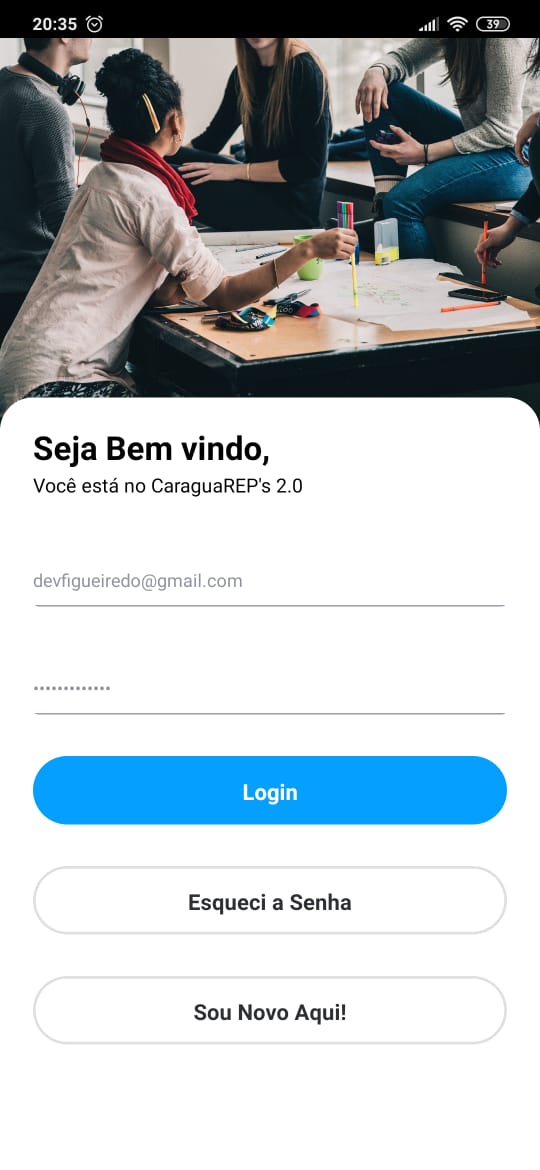 20:35
39
Seja Bem vindo,
Você está no CaraguaREP's 2.0
devfigueiredo@gmail.com
•••••••••••••
Login
Esqueci a Senha
Sou Novo Aqui!